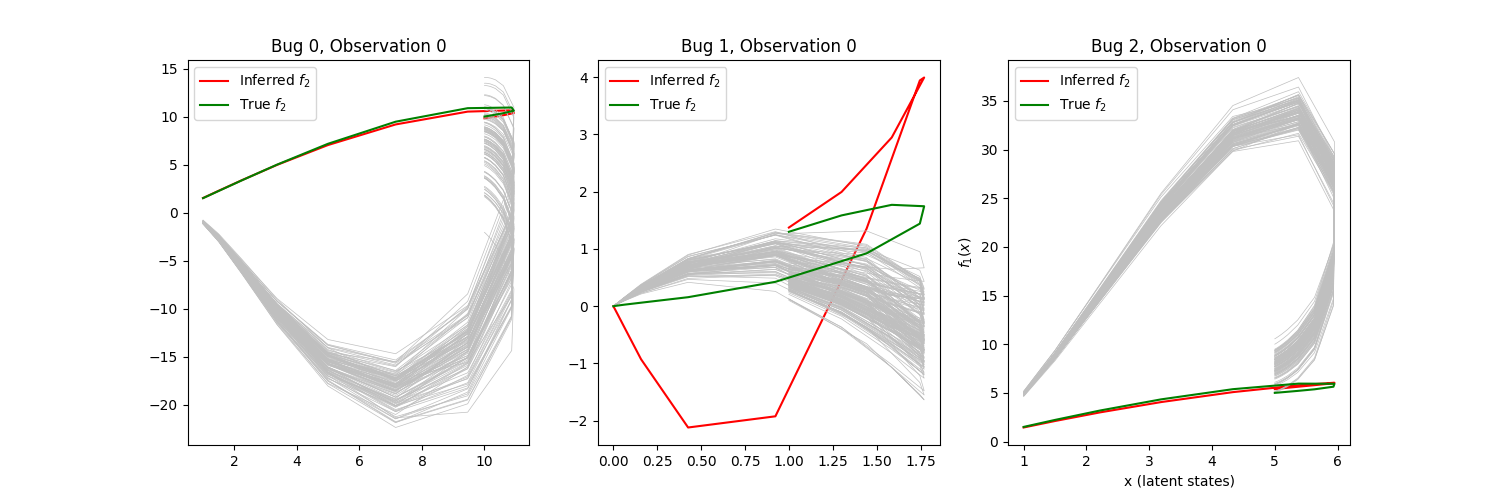 Bug 0, Observation 0
Inferred f₂
True f₂
15
10
5
0
−5
−10
−15
−20
2 4 6 8 10
Bug 1, Observation 0
Inferred f₂
True f₂
4
3
2
1
0
−1
−2
0.00 0.25 0.50 0.75 1.00 1.25 1.50 1.75
Bug 2, Observation 0
Inferred f₂
True f₂
f₁(x)
35
30
25
20
15
10
5
0
1 2 3 4 5 6
x (latent states)